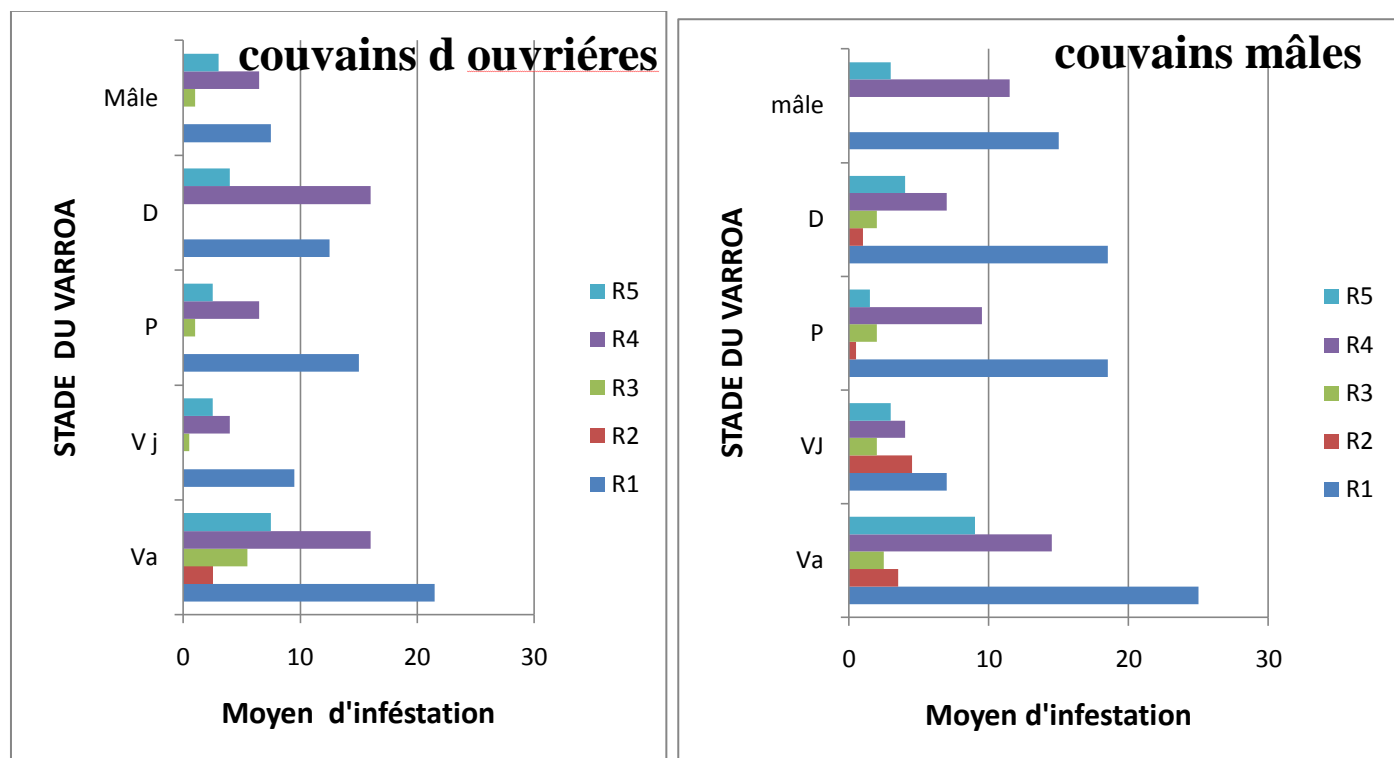 couvains d ouvriéres
STADE DU VARROA
Mâle
D
P
V j
Va
0 10 20 30
Moyen d'inféstation
R5
R4
R3
R2
R1
couvains mâles
STADE DU VARROA
mâle
D
P
VJ
Va
0 10 20 30
Moyen d'infestation
R5
R4
R3
R2
R1